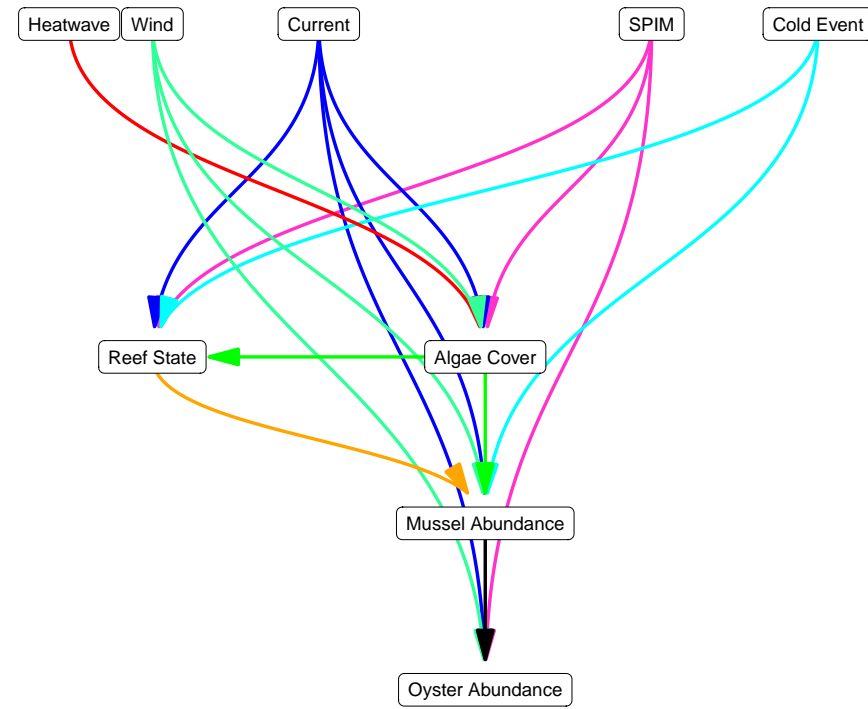 Heatwave
Wind
Current
SPIM
Cold Event
Reef State
Algae Cover
Mussel Abundance
Oyster Abundance